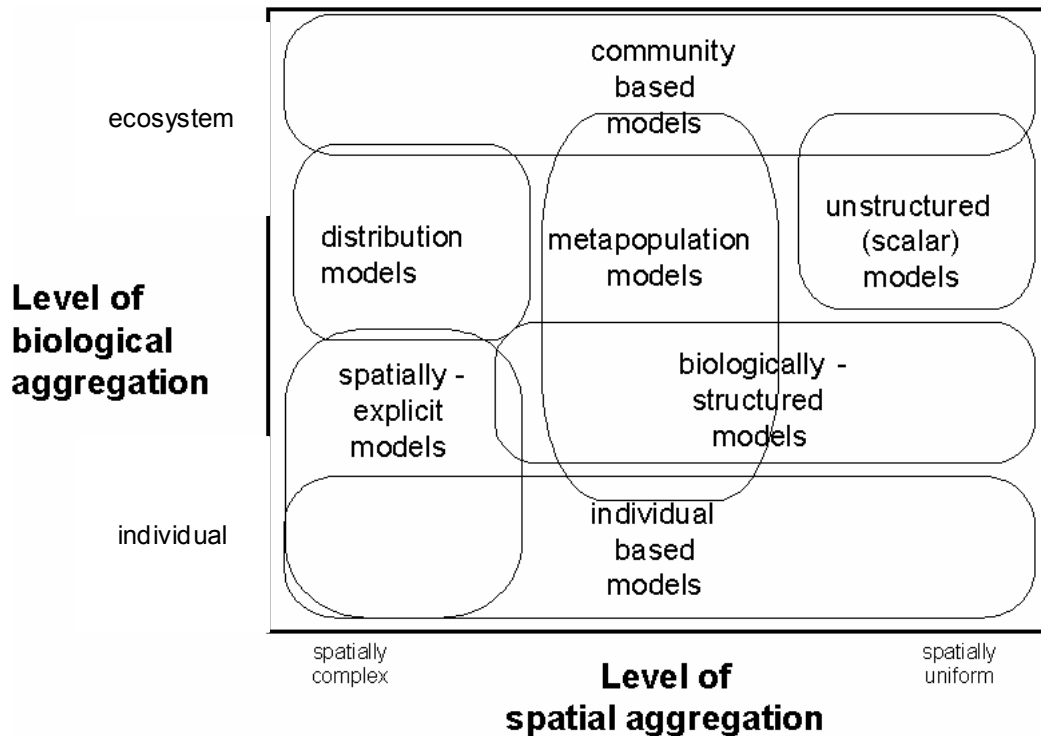 community
based
models
ecosystem
distribution
models
metapopulation
models
unstructured
(scalar)
models
Level of
biological
aggregation
spatially -
explicit
models
biologically -
structured
models
individual
individual
based
models
spatially
complex
spatially
uniform
Level of
spatial aggregation